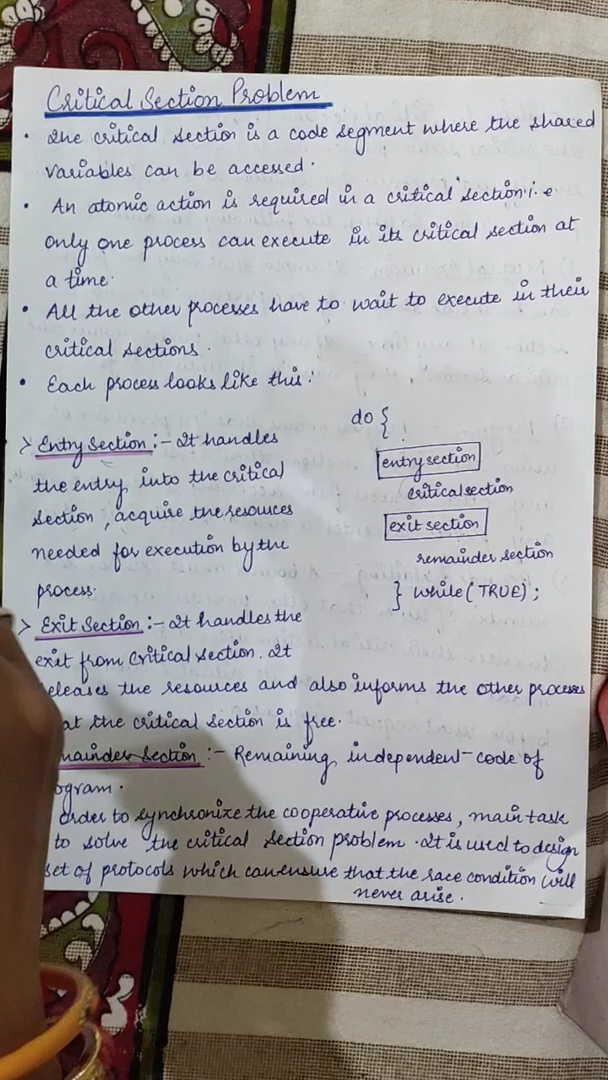 Critical Section Problem
• The critical section is a code segment where the shared
variables can be accessed.
• An atomic action is required in a critical section i.e
only one process can execute in its critical section at
a time.
• All the other processes have to wait to execute in their
critical sections.
• Each process looks like this:
do {
entry section
critical section
exit section
remainder section
} while (TRUE);
> Entry Section :- It handles
the entry into the critical
section, acquire the resouces
needed for execution by the
process.
> Exit Section :- It handles the
exit from critical section. It
eleases the resources and also informs the other processes
at the critical section is free.
mainder Section :- Remaining independent code of
ogram.
order to synchronize the cooperative processes, main task
to solve the critical section problem. It is used to design
set of protocols which can ensure that the race condition will
never arise.